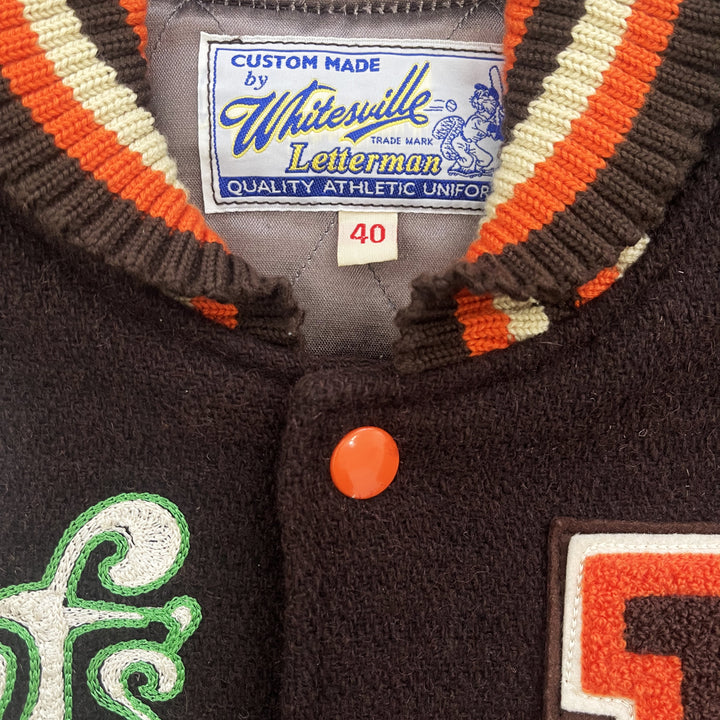 CUSTOM MADE
by
Whitesville
TRADE MARK
Letterman
QUALITY ATHLETIC UNIFOR
40